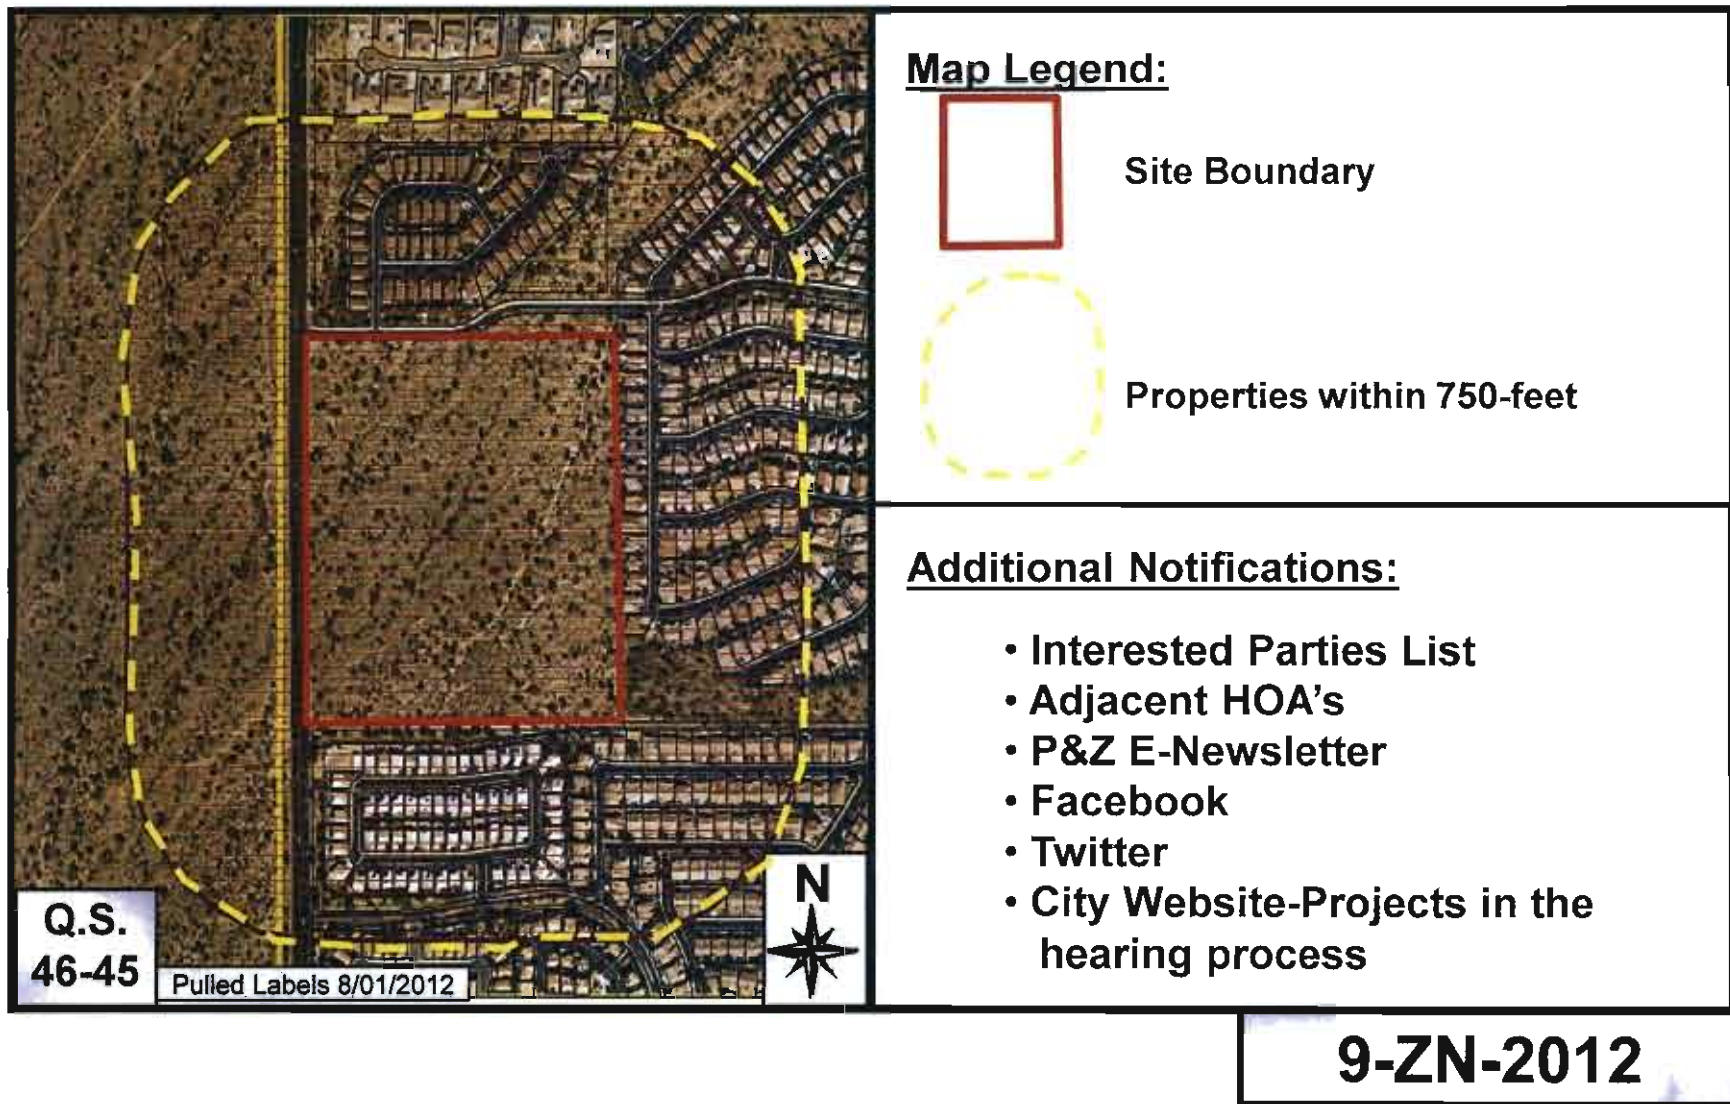 Map Legend:
Site Boundary
Properties within 750-feet
Additional Notifications:
• Interested Parties List
• Adjacent HOA's
• P&Z E-Newsletter
• Facebook
• Twitter
• City Website-Projects in the
hearing process
Q.S.
46-45
Pulled Labels 8/01/2012
N
9-ZN-2012